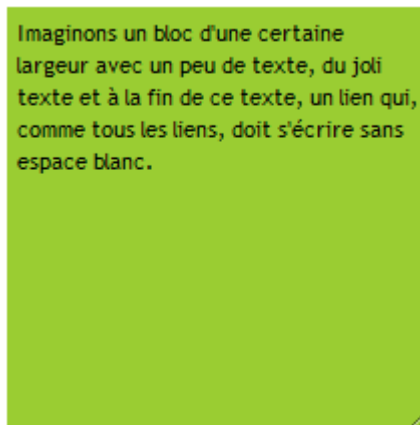 Imaginons un bloc d'une certaine
largeur avec un peu de texte, du joli
texte et à la fin de ce texte, un lien qui,
comme tous les liens, doit s'écrire sans
espace blanc.